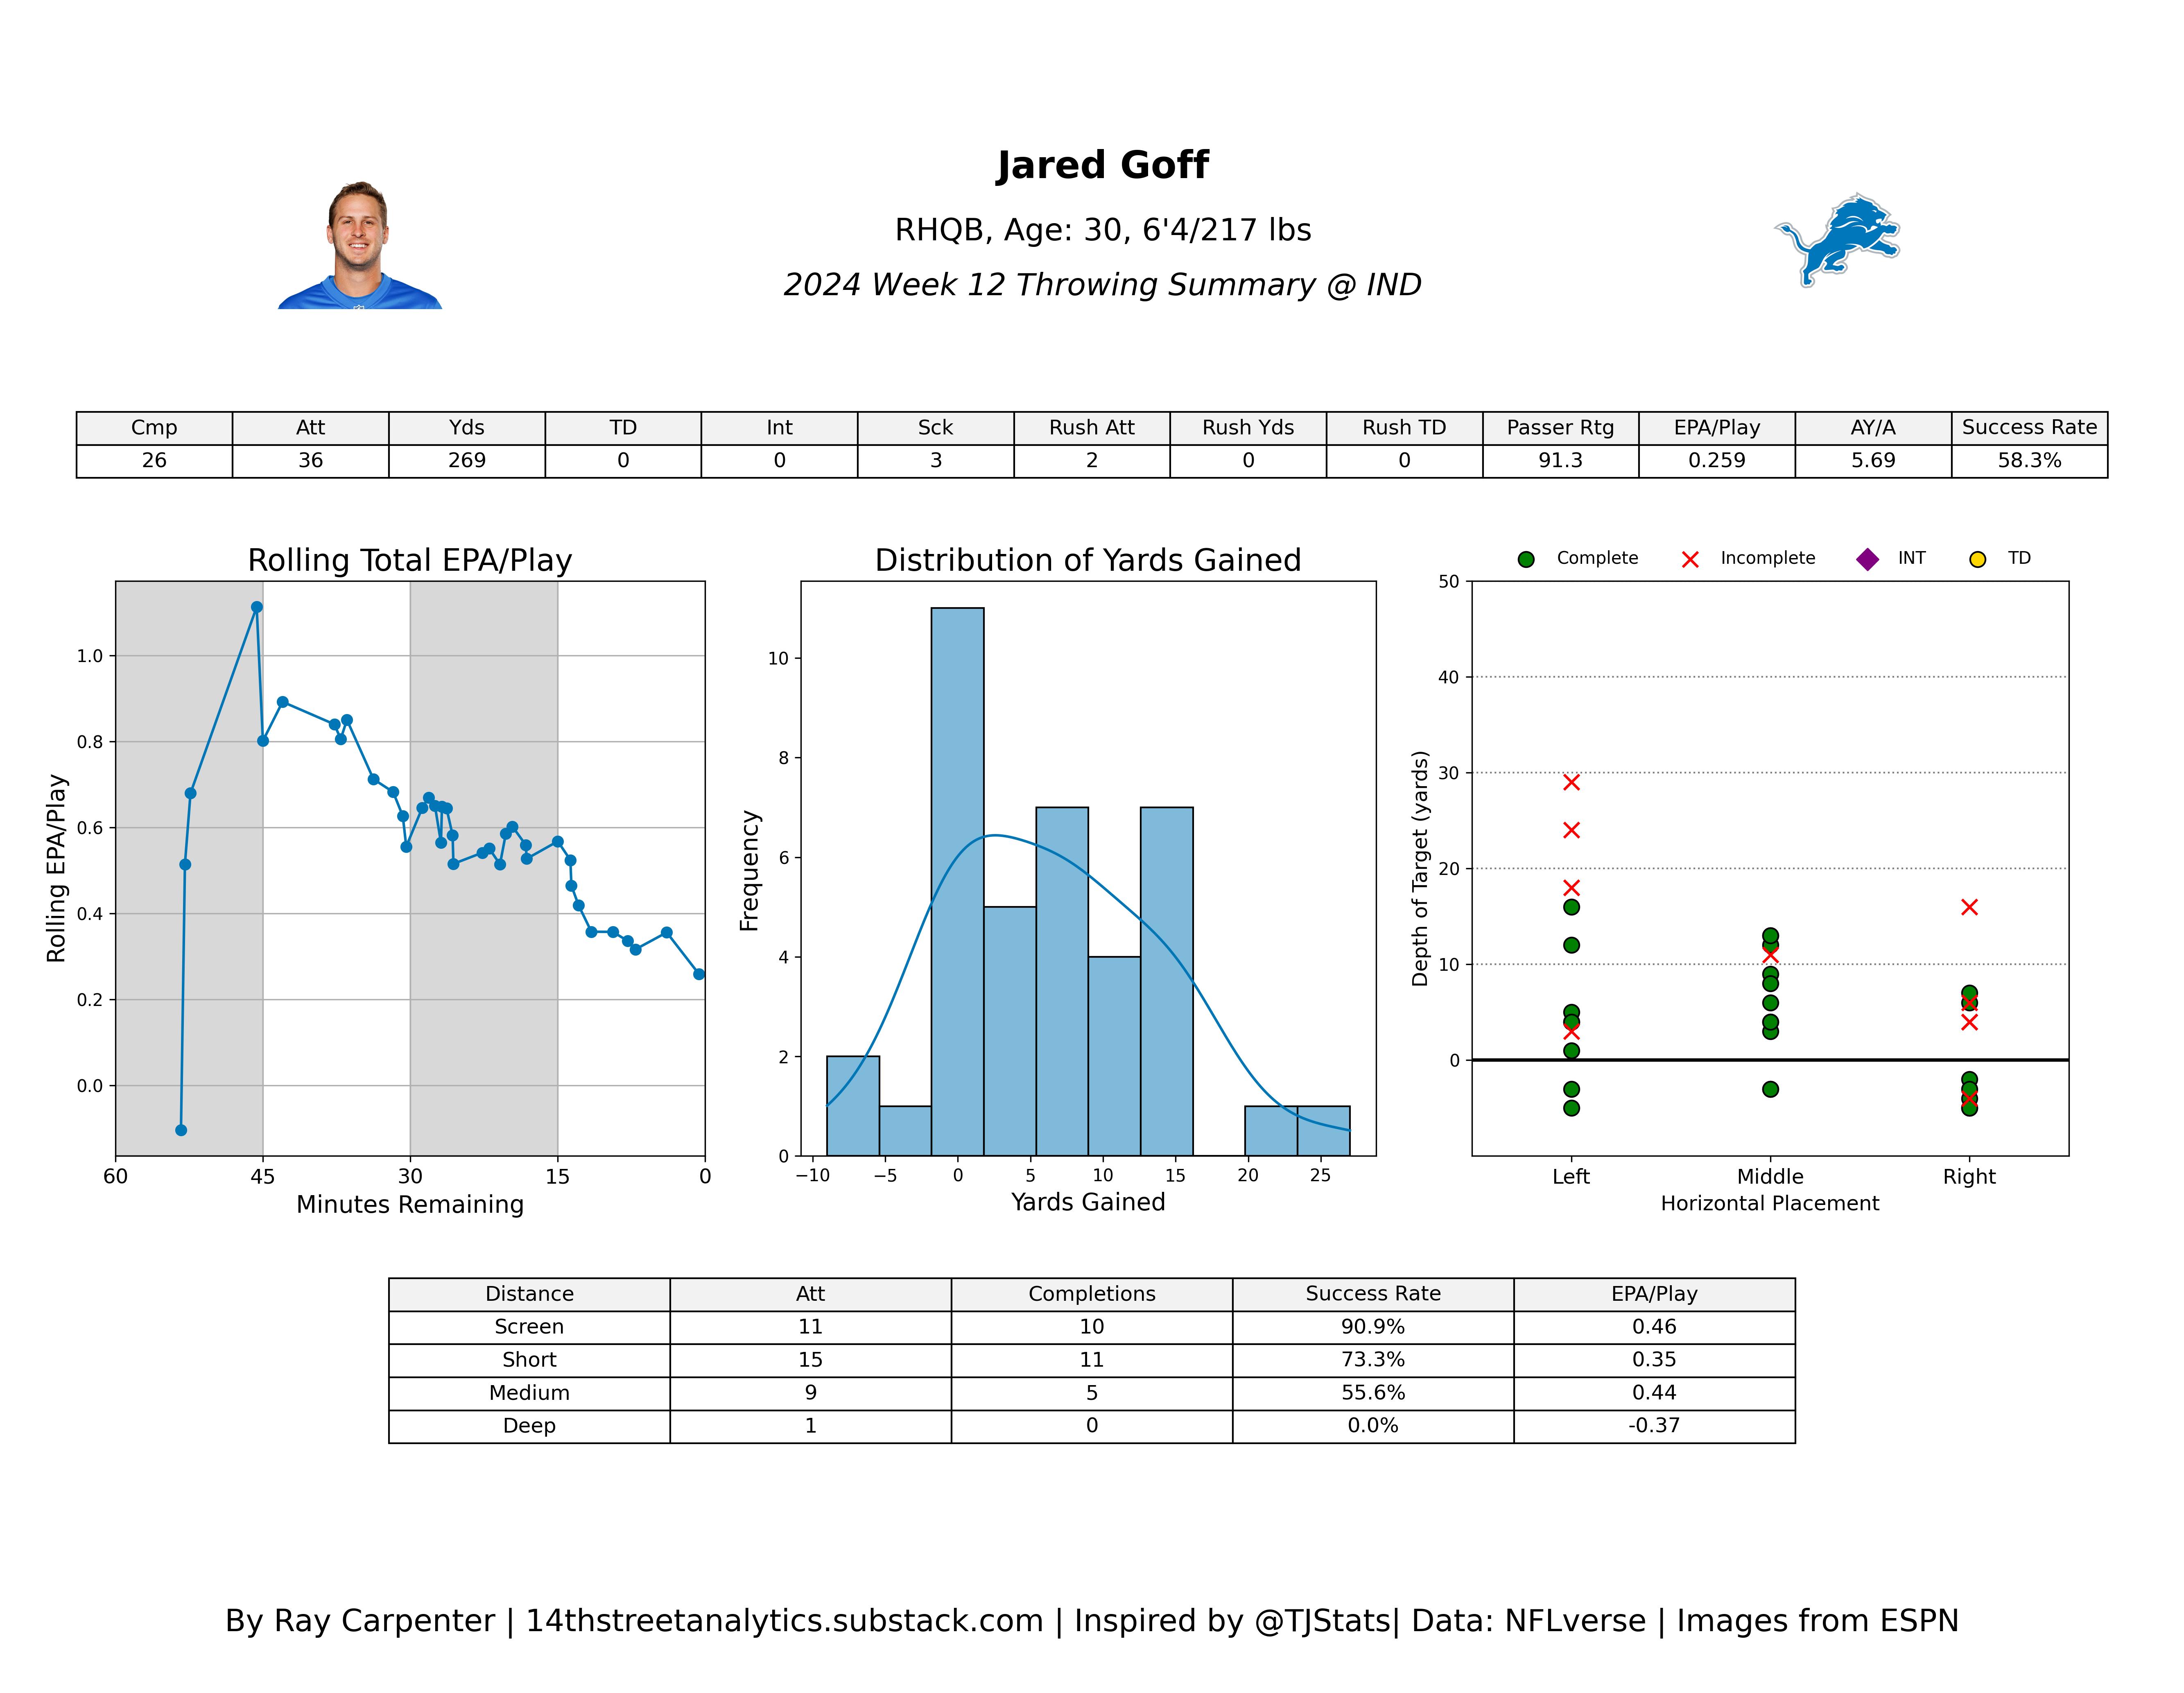 Jared Goff
RHQB, Age: 30, 6'4/217 lbs
2024 Week 12 Throwing Summary @ IND
Cmp Att Yds TD Int Sck Rush Att Rush Yds Rush TD Passer Rtg EPA/Play AY/A Success Rate
26 36 269 0 0 3 2 0 0 91.3 0.259 5.69 58.3%
Rolling Total EPA/Play
1.0
0.8
0.6
0.4
0.2
0.0
Rolling EPA/Play
60 45 30 15 0
Minutes Remaining
Distribution of Yards Gained
10
8
6
4
2
0
Frequency
−10 −5 0 5 10 15 20 25
Yards Gained
Complete Incomplete INT TD
50
40
30
20
10
0
Depth of Target (yards)
Left Middle Right
Horizontal Placement
Distance Att Completions Success Rate EPA/Play
Screen 11 10 90.9% 0.46
Short 15 11 73.3% 0.35
Medium 9 5 55.6% 0.44
Deep 1 0 0.0% -0.37
By Ray Carpenter | 14thstreetanalytics.substack.com | Inspired by @TJStats| Data: NFLverse | Images from ESPN